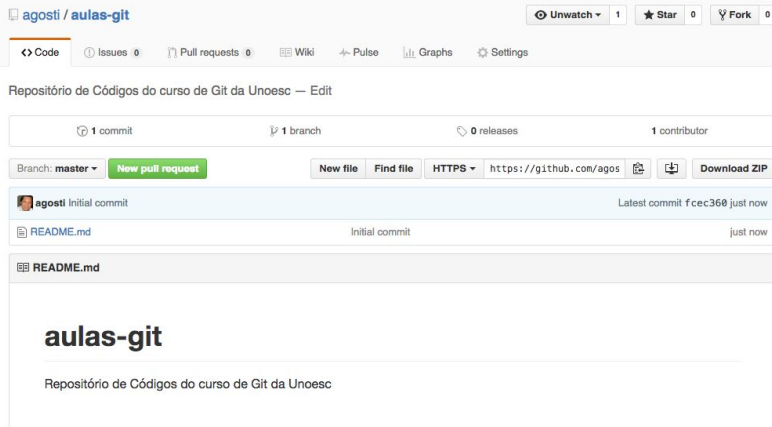 agosti / aulas-git
Unwatch 1 Star 0 Fork 0
Code Issues 0 Pull requests 0 Wiki Pulse Graphs Settings
Repositório de Códigos do curso de Git da Unoesc — Edit
1 commit 1 branch 0 releases 1 contributor
Branch: master New pull request New file Find file HTTPS https://github.com/agos Download ZIP
agosti Initial commit Latest commit fcec360 just now
README.md Initial commit just now
README.md
aulas-git
Repositório de Códigos do curso de Git da Unoesc